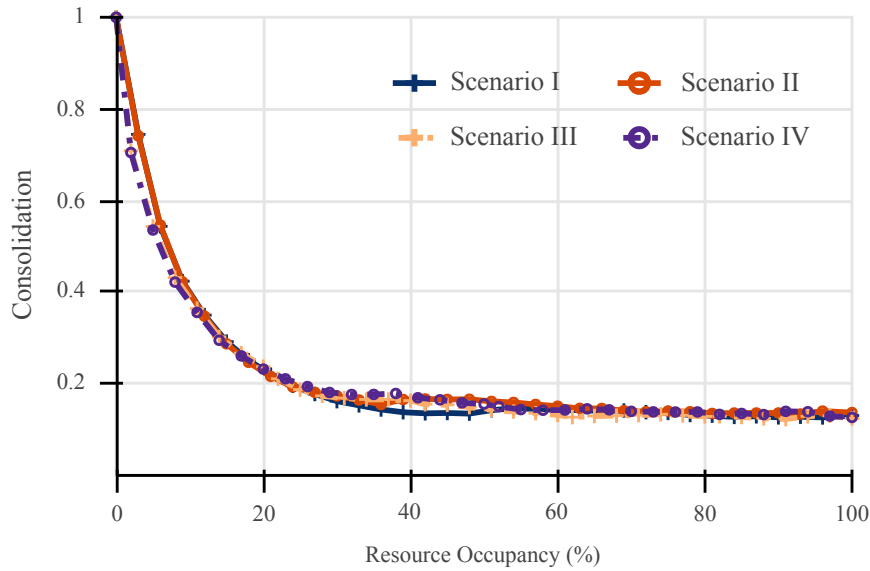 1
Scenario I
Scenario II
0.8
Scenario III
Scenario IV
0.6
Consolidation
0.4
0.2
0
20
40
60
80
100
Resource Occupancy (%)